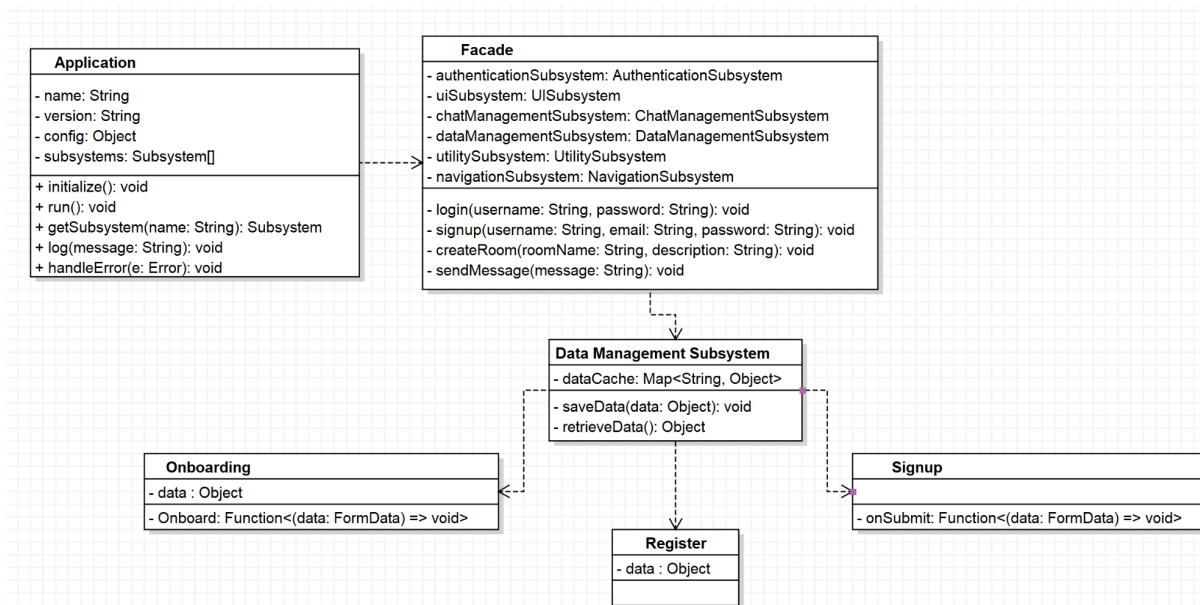 Application
- name: String
- version: String
- config: Object
- subsystems: Subsystem[]
+ initialize(): void
+ run(): void
+ getSubsystem(name: String): Subsystem
+ log(message: String): void
+ handleError(e: Error): void
Facade
- authenticationSubsystem: AuthenticationSubsystem
- uiSubsystem: UISubsystem
- chatManagementSubsystem: ChatManagementSubsystem
- dataManagementSubsystem: DataManagementSubsystem
- utilitySubsystem: UtilitySubsystem
- navigationSubsystem: NavigationSubsystem
- login(username: String, password: String): void
- signup(username: String, email: String, password: String): void
- createRoom(roomName: String, description: String): void
- sendMessage(message: String): void
Data Management Subsystem
- dataCache: Map<String, Object>
- saveData(data: Object): void
- retrieveData(): Object
Onboarding
- data : Object
- Onboard: Function<(data: FormData) => void>
Register
- data : Object
Signup
- onSubmit: Function<(data: FormData) => void>